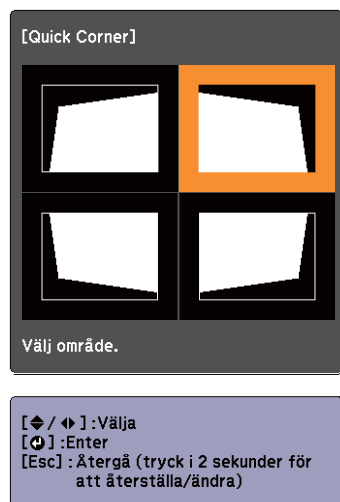 [Quick Corner]
Välj område.
[◆/◆] :Välja
[↵] :Enter
[Esc] :Återgå (tryck i 2 sekunder för
att återställa/ändra)